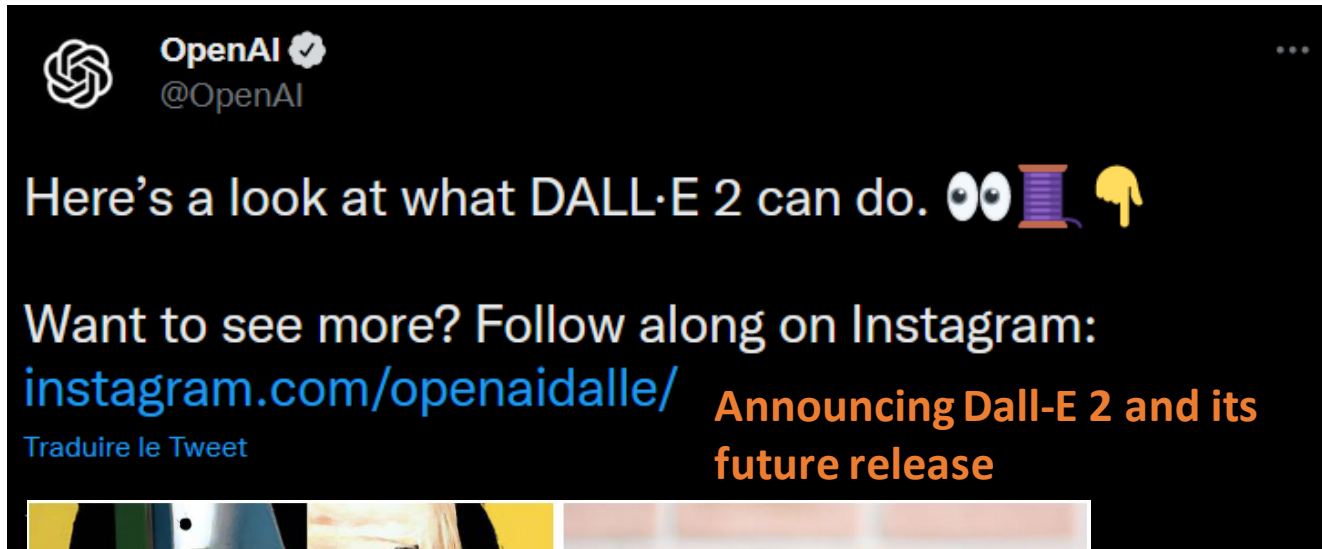 OpenAI
@OpenAI
Here’s a look at what DALL·E 2 can do. 👀🧵👇
Want to see more? Follow along on Instagram:
instagram.com/openaidalle/
Announcing Dall-E 2 and its
future release
Traduire le Tweet